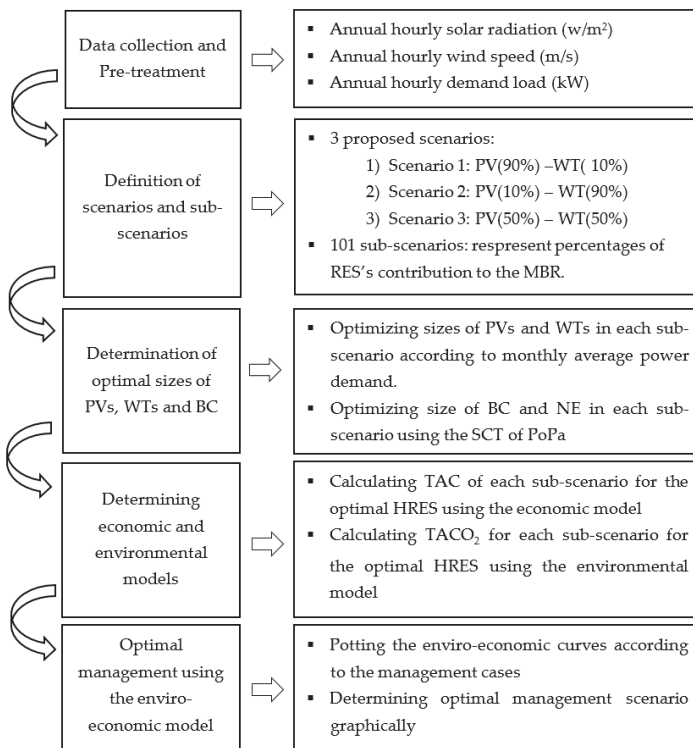 Data collection and
Pre-treatment
▪ Annual hourly solar radiation (w/m²)
▪ Annual hourly wind speed (m/s)
▪ Annual hourly demand load (kW)
Definition of
scenarios and sub-
scenarios
▪ 3 proposed scenarios:
1) Scenario 1: PV(90%) –WT( 10%)
2) Scenario 2: PV(10%) – WT(90%)
3) Scenario 3: PV(50%) – WT(50%)
▪ 101 sub-scenarios: respresent percentages of
RES's contribution to the MBR.
Determination of
optimal sizes of
PVs, WTs and BC
▪ Optimizing sizes of PVs and WTs in each sub-
scenario according to monthly average power
demand.
▪ Optimizing size of BC and NE in each sub-
scenario using the SCT of PoPa
Determining
economic and
environmental
models
▪ Calculating TAC of each sub-scenario for the
optimal HRES using the economic model
▪ Calculating TACO₂ for each sub-scenario for
the optimal HRES using the environmental
model
Optimal
management using
the enviro-
economic model
▪ Potting the enviro-economic curves according
to the management cases
▪ Determining optimal management scenario
graphically